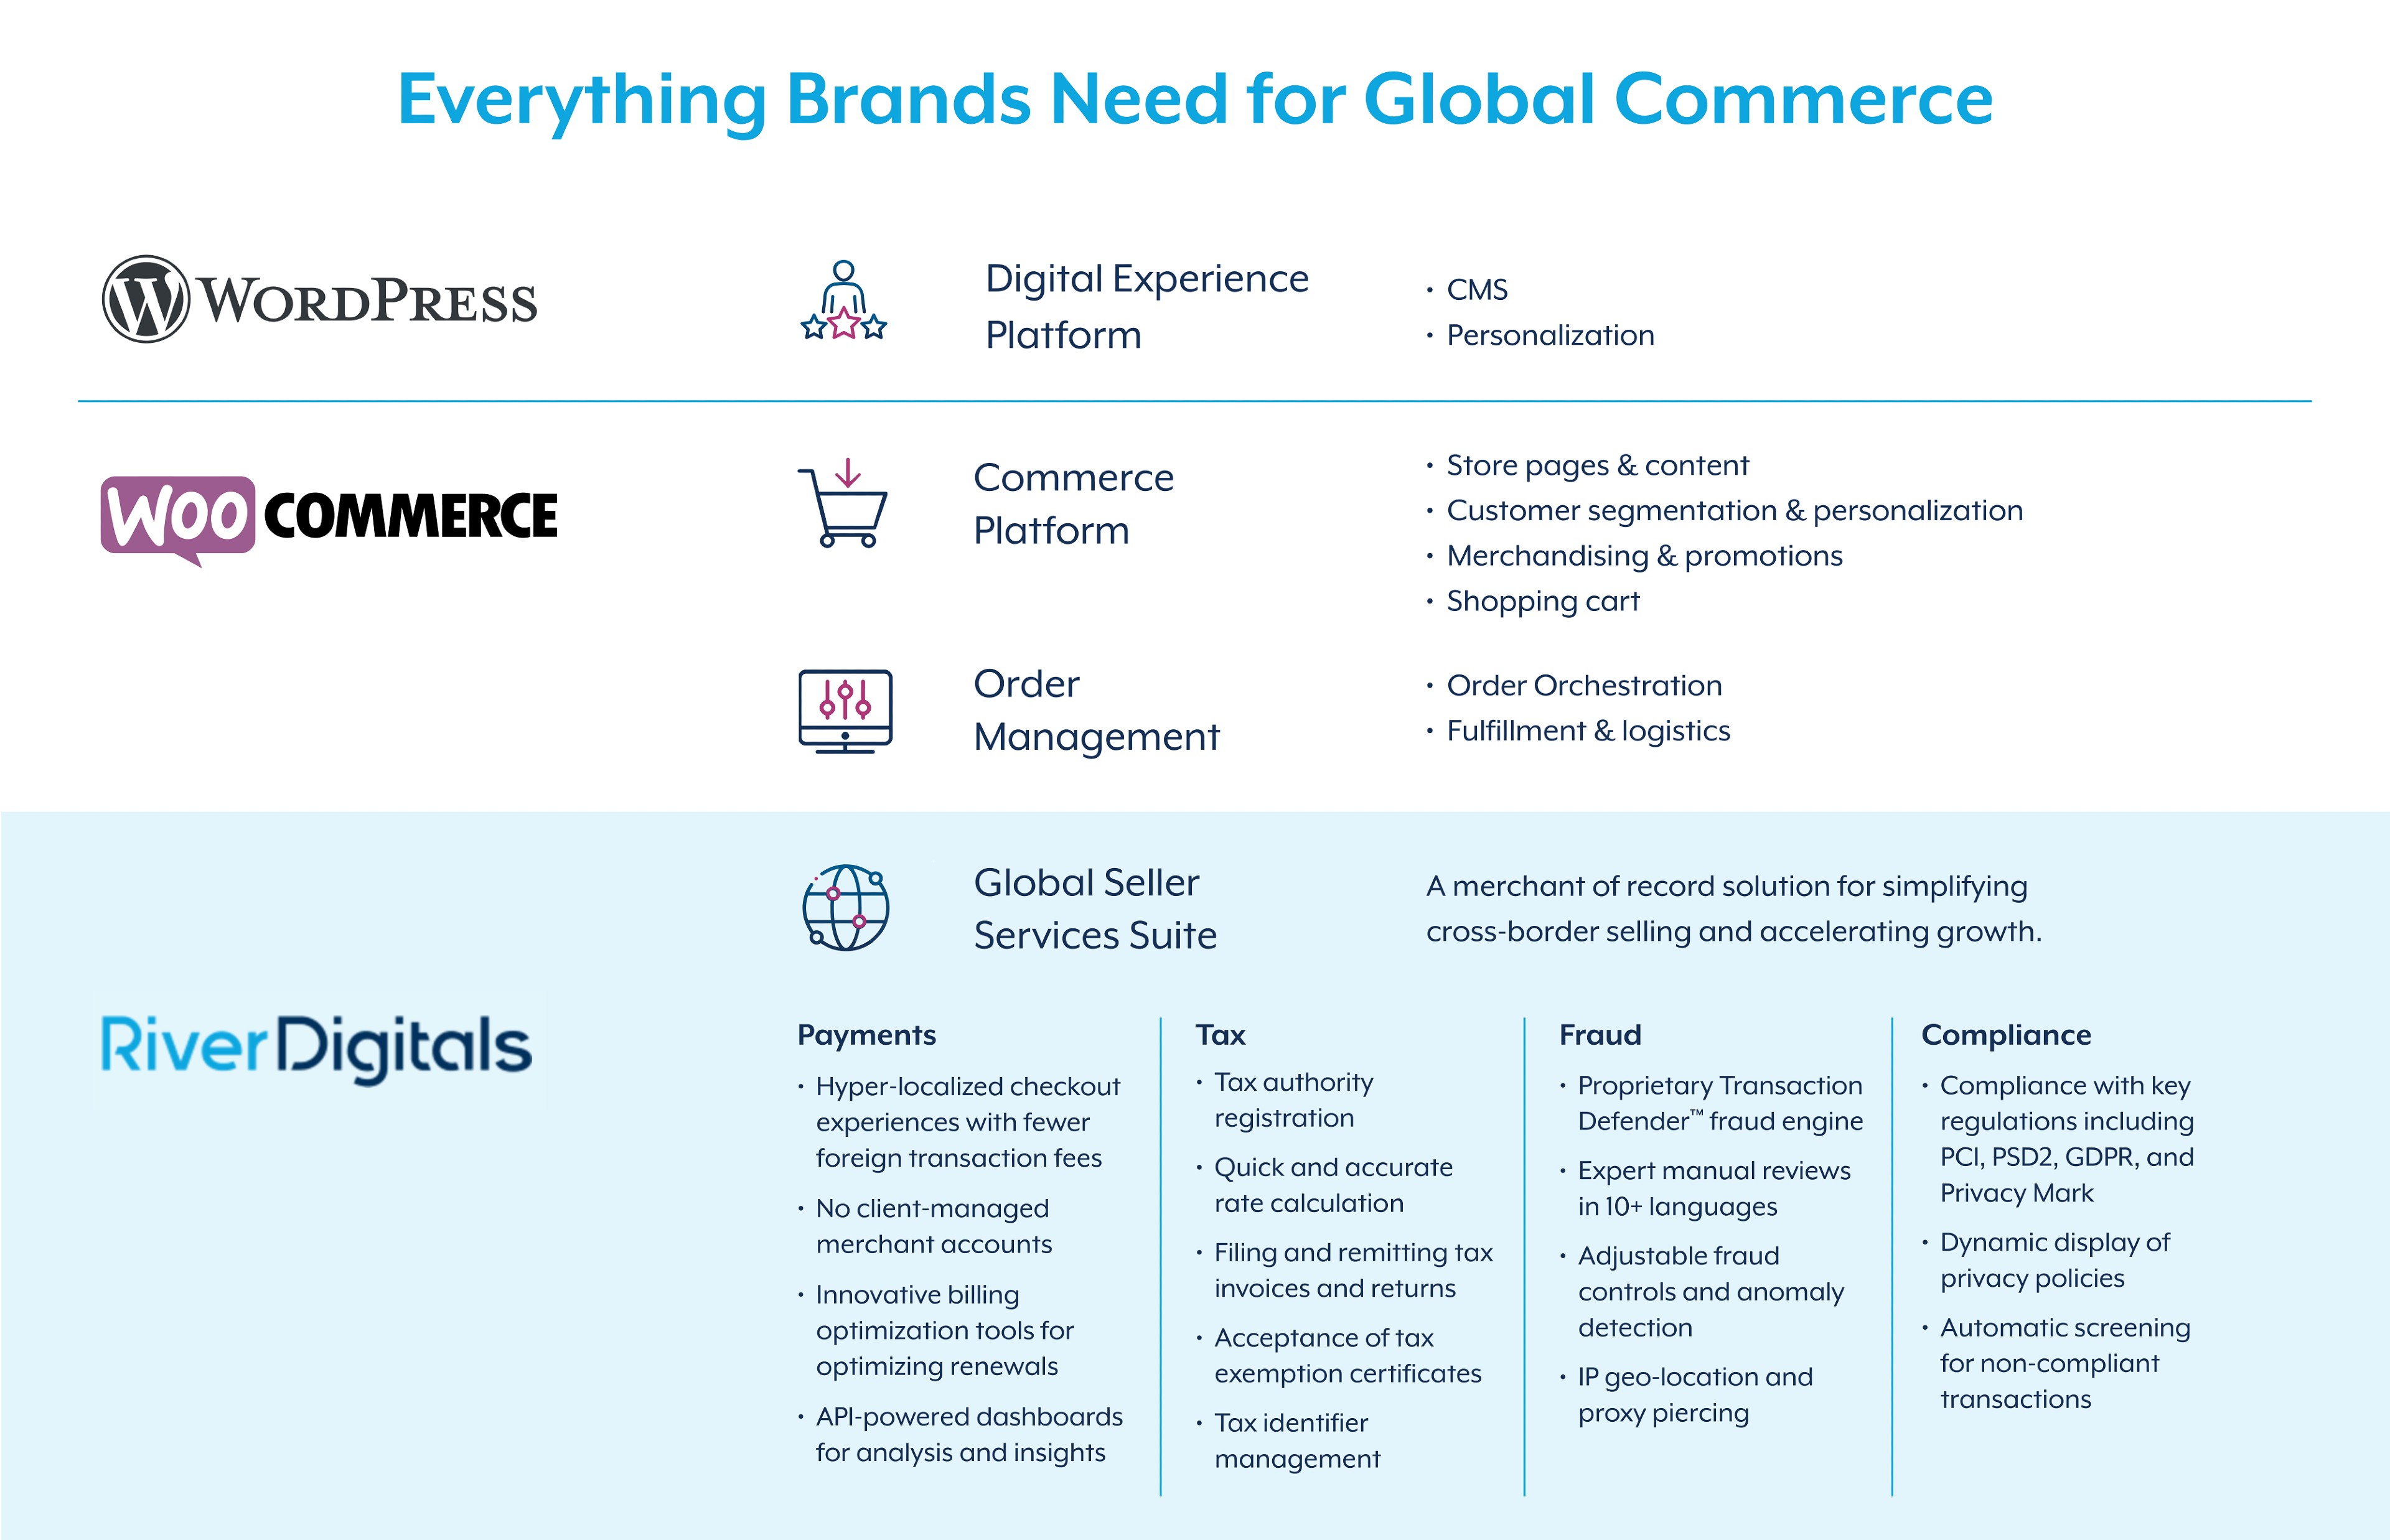 Everything Brands Need for Global Commerce
W WORDPRESS
Digital Experience
Platform
• CMS
• Personalization
WOO COMMERCE
Commerce
Platform
• Store pages & content
• Customer segmentation & personalization
• Merchandising & promotions
• Shopping cart
Order
Management
• Order Orchestration
• Fulfillment & logistics
Global Seller
Services Suite
A merchant of record solution for simplifying
cross-border selling and accelerating growth.
RiverDigitals
Payments
• Hyper-localized checkout
experiences with fewer
foreign transaction fees
• No client-managed
merchant accounts
• Innovative billing
optimization tools for
optimizing renewals
• API-powered dashboards
for analysis and insights
Tax
• Tax authority
registration
• Quick and accurate
rate calculation
• Filing and remitting tax
invoices and returns
• Acceptance of tax
exemption certificates
• Tax identifier
management
Fraud
• Proprietary Transaction
Defender™ fraud engine
• Expert manual reviews
in 10+ languages
• Adjustable fraud
controls and anomaly
detection
• IP geo-location and
proxy piercing
Compliance
• Compliance with key
regulations including
PCI, PSD2, GDPR, and
Privacy Mark
• Dynamic display of
privacy policies
• Automatic screening
for non-compliant
transactions